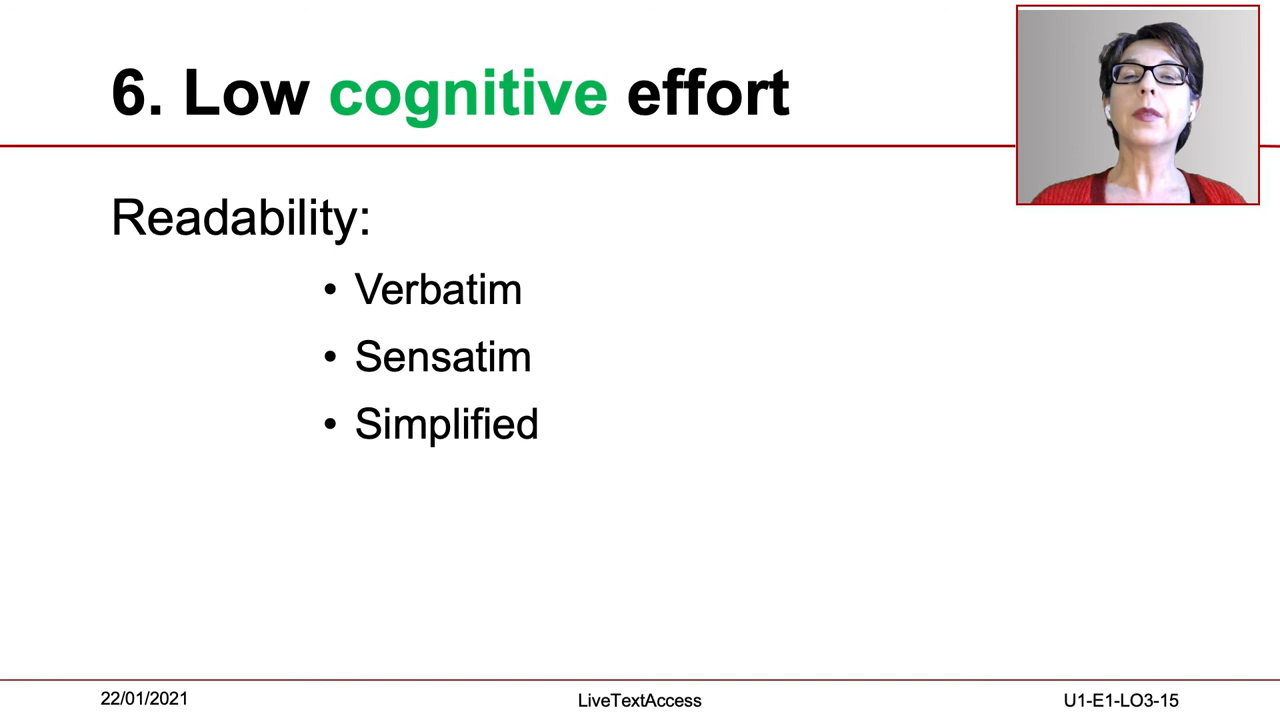 6. Low cognitive effort
Readability:
• Verbatim
• Sensatim
• Simplified
22/01/2021
LiveTextAccess
U1-E1-LO3-15